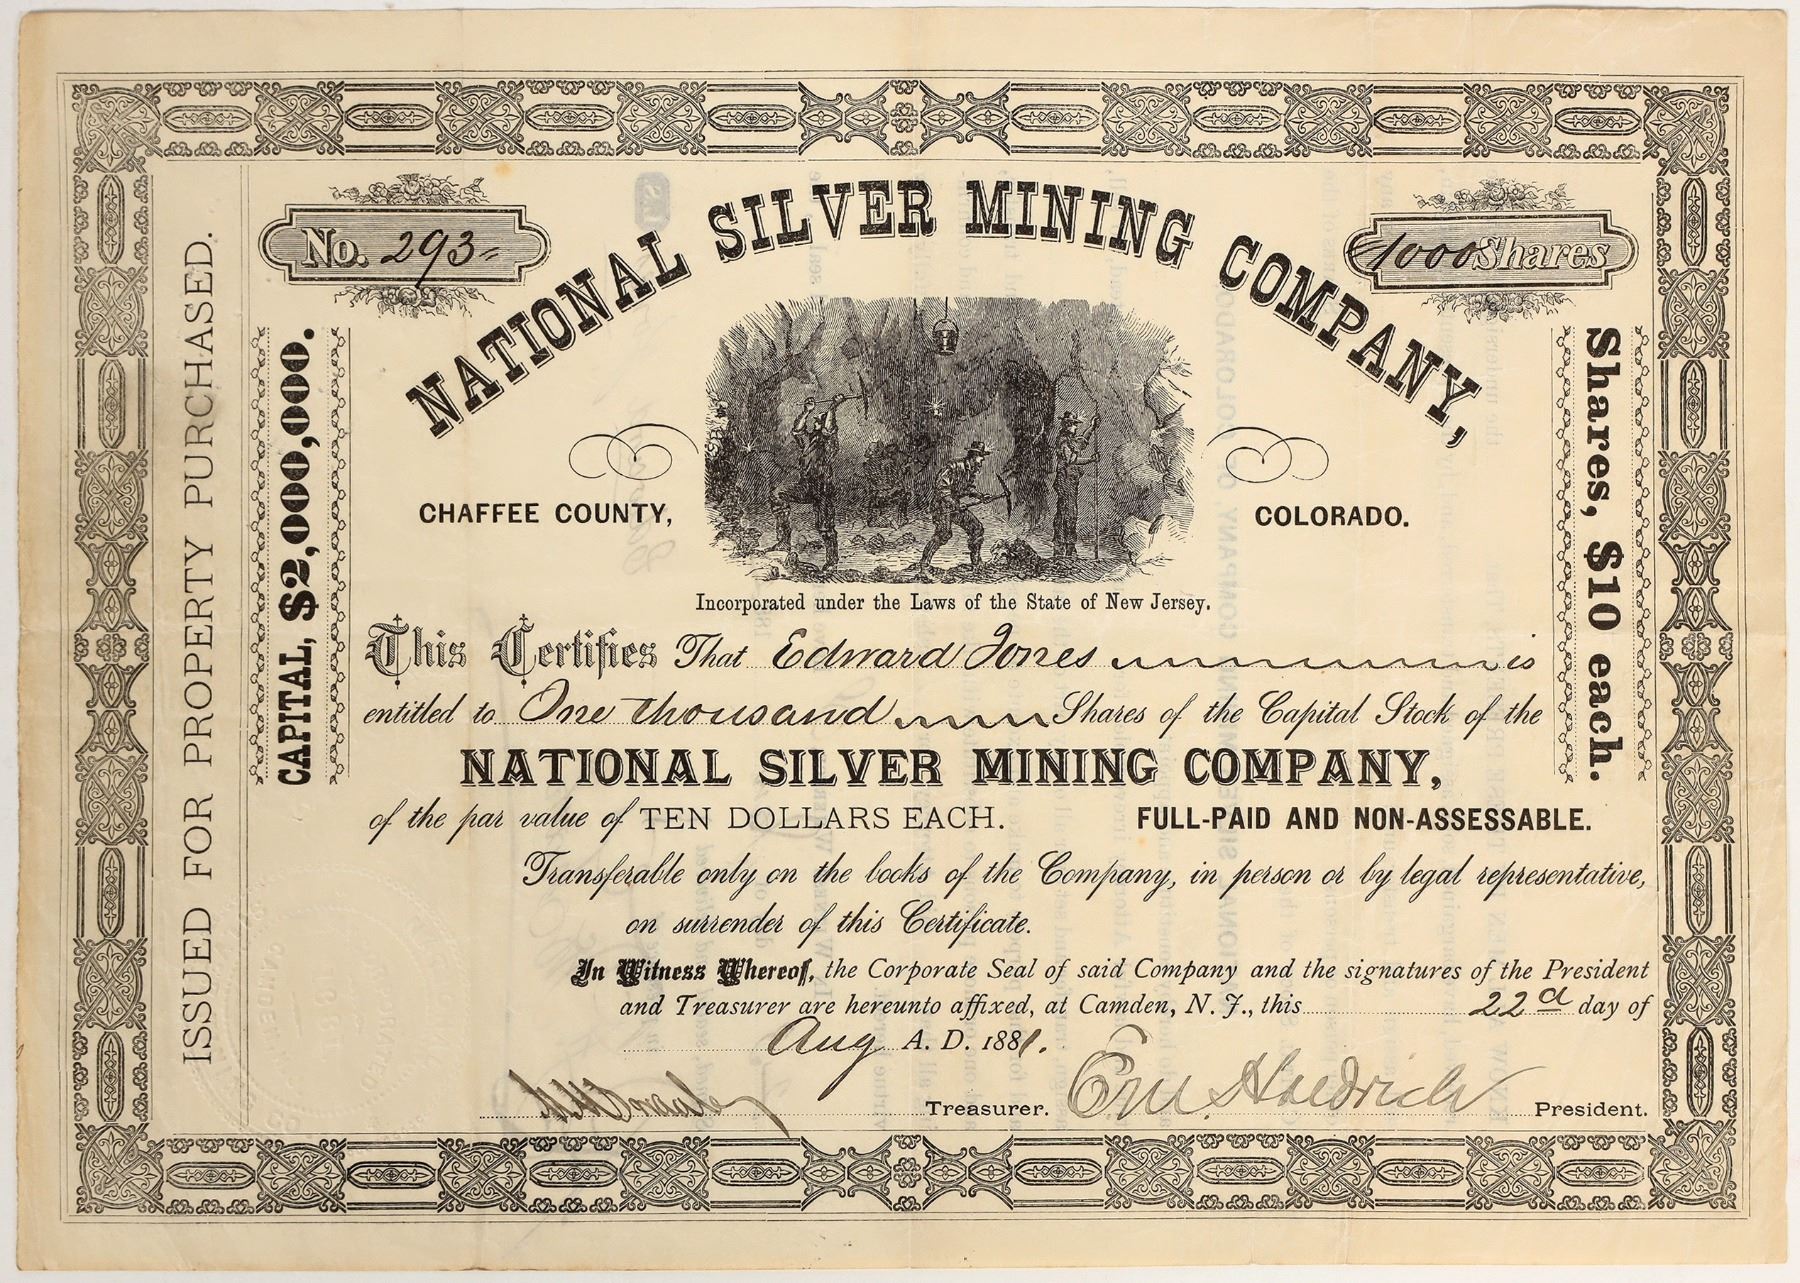 No. 293
1000 Shares
NATIONAL SILVER MINING COMPANY,
CHAFFEE COUNTY, COLORADO.
ISSUED FOR PROPERTY PURCHASED.
CAPITAL, $2,000,000.
Shares, $10 each.
Incorporated under the Laws of the State of New Jersey.
This Certifies That Edward Jones is
entitled to One thousand Shares of the Capital Stock of the
NATIONAL SILVER MINING COMPANY,
of the par value of TEN DOLLARS EACH. FULL-PAID AND NON-ASSESSABLE.
Transferable only on the books of the Company, in person or by legal representative,
on surrender of this Certificate.
In Witness Whereof, the Corporate Seal of said Company and the signatures of the President
and Treasurer are hereunto affixed, at Camden, N. J., this 22d day of
Aug A. D. 1881.
Treasurer. President.